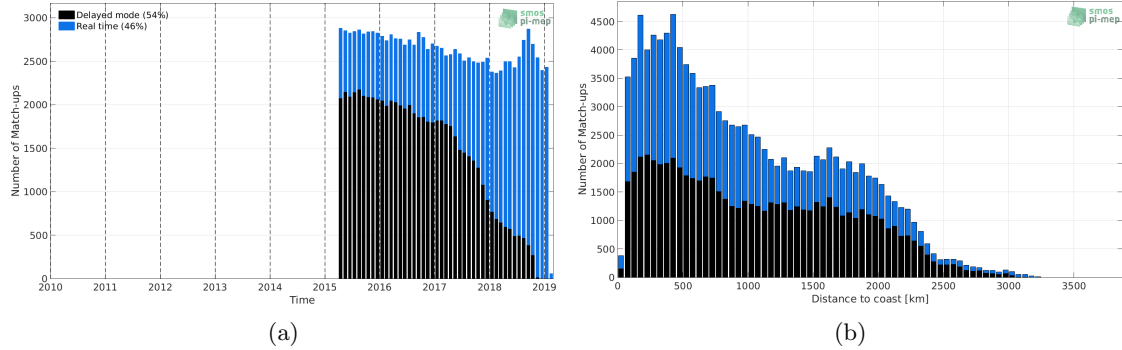 Delayed mode (54%)
Real time (46%)
smos
pi-mep
Number of Match-ups
3000
2500
2000
1500
1000
500
0
2010 2011 2012 2013 2014 2015 2016 2017 2018 2019
Time
(a)
smos
pi-mep
Number of Match-ups
4500
4000
3500
3000
2500
2000
1500
1000
500
0
0 500 1000 1500 2000 2500 3000 3500
Distance to coast [km]
(b)